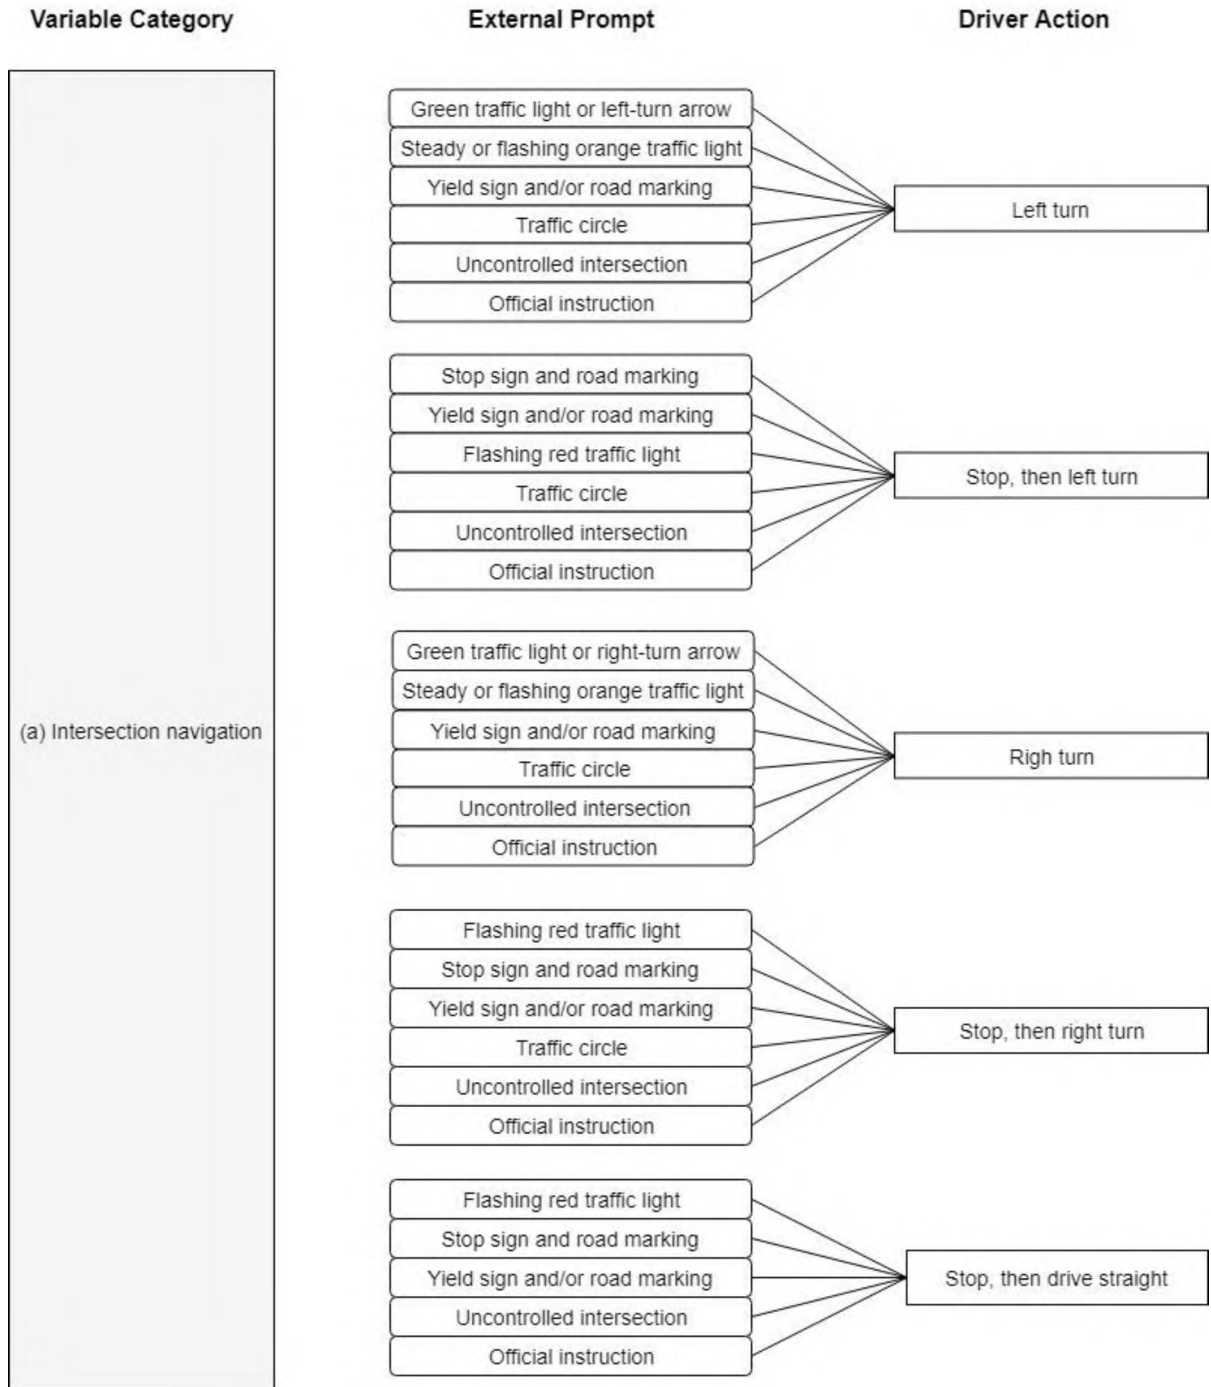 Variable Category
External Prompt
Driver Action
(a) Intersection navigation
Green traffic light or left-turn arrow
Steady or flashing orange traffic light
Yield sign and/or road marking
Traffic circle
Uncontrolled intersection
Official instruction
Left turn
Stop sign and road marking
Yield sign and/or road marking
Flashing red traffic light
Traffic circle
Uncontrolled intersection
Official instruction
Stop, then left turn
Green traffic light or right-turn arrow
Steady or flashing orange traffic light
Yield sign and/or road marking
Traffic circle
Uncontrolled intersection
Official instruction
Righ turn
Flashing red traffic light
Stop sign and road marking
Yield sign and/or road marking
Traffic circle
Uncontrolled intersection
Official instruction
Stop, then right turn
Flashing red traffic light
Stop sign and road marking
Yield sign and/or road marking
Uncontrolled intersection
Official instruction
Stop, then drive straight